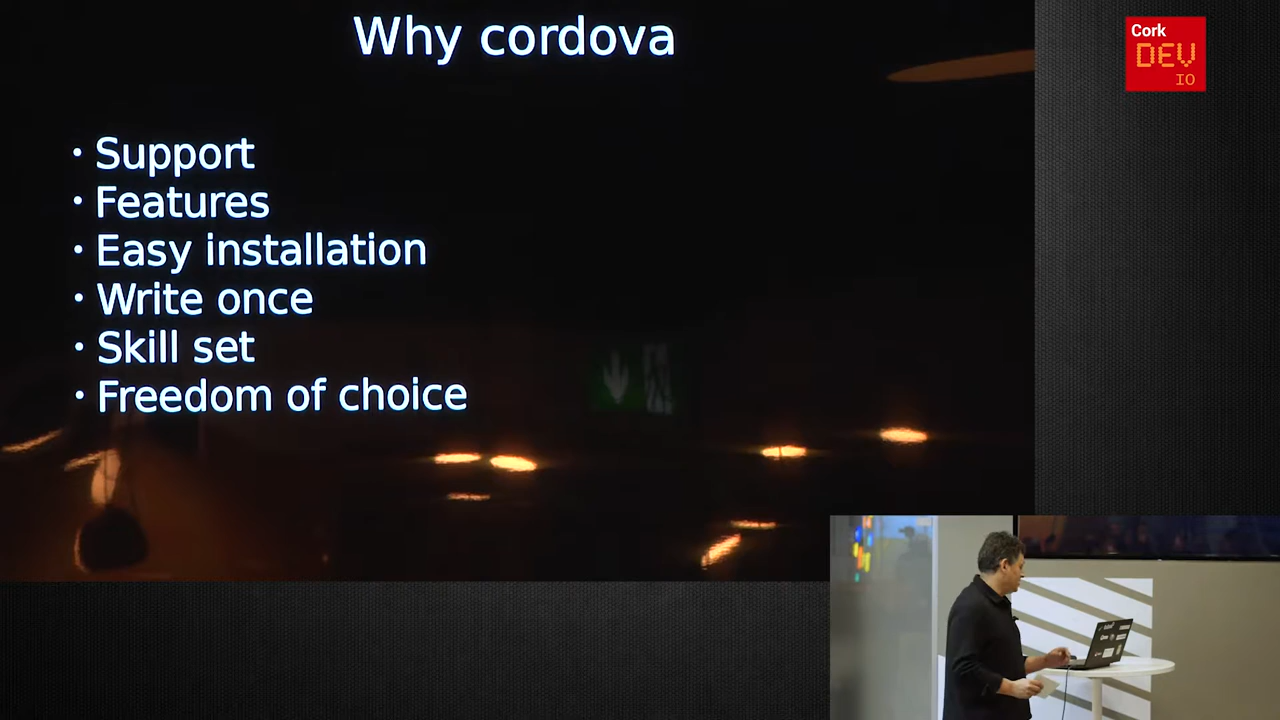 Why cordova
Cork
DEV
IO
• Support
• Features
• Easy installation
• Write once
• Skill set
• Freedom of choice